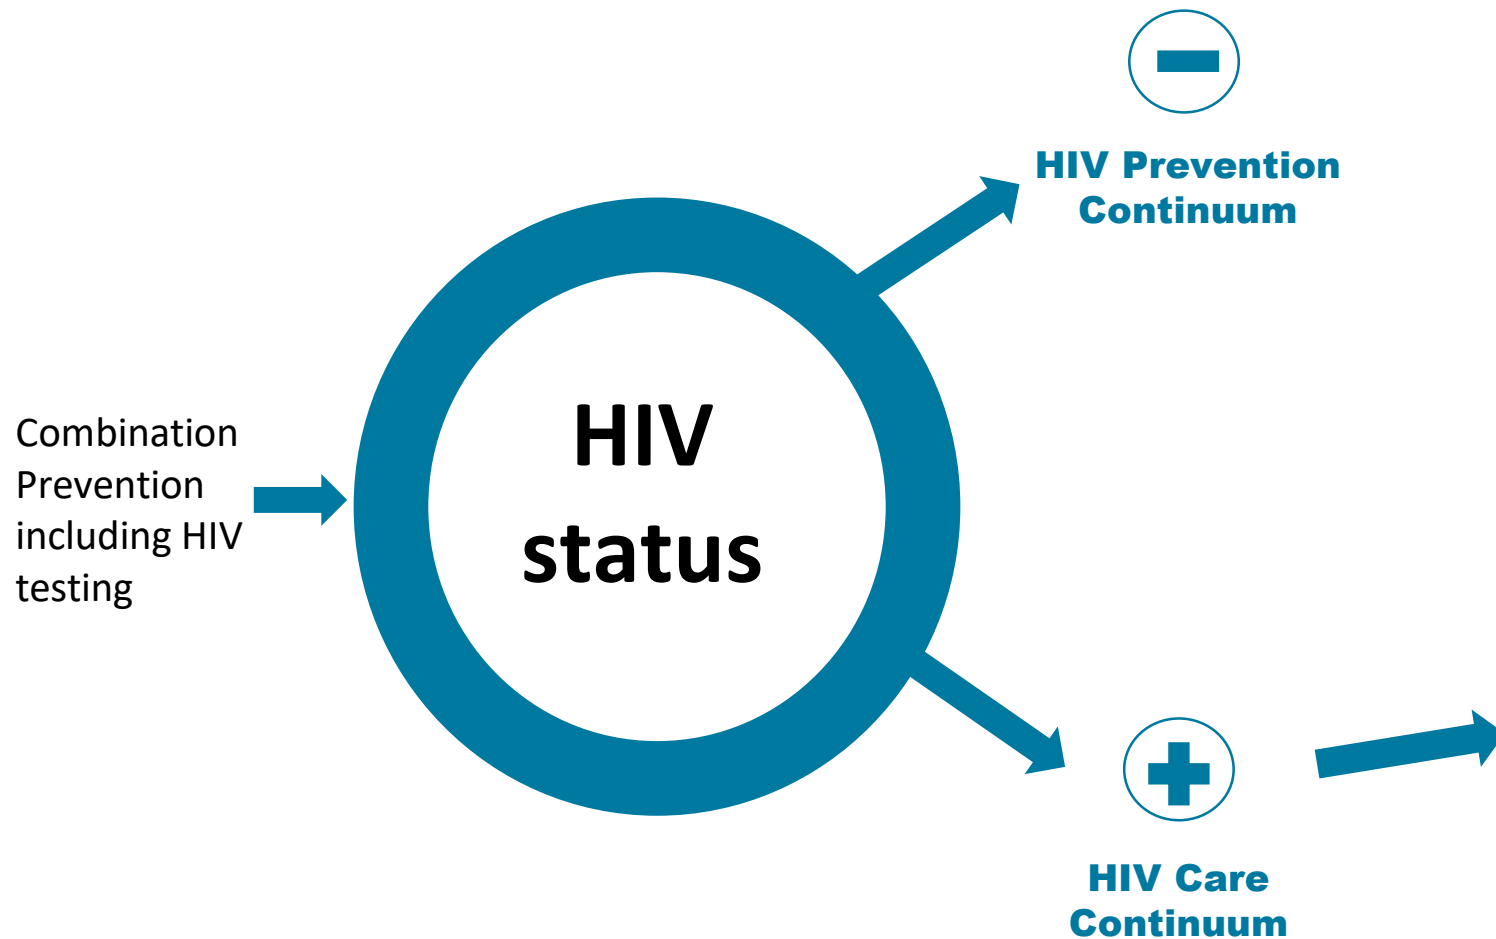 HIV Prevention
Continuum
HIV
status
Combination
Prevention
including HIV
testing
HIV Care
Continuum